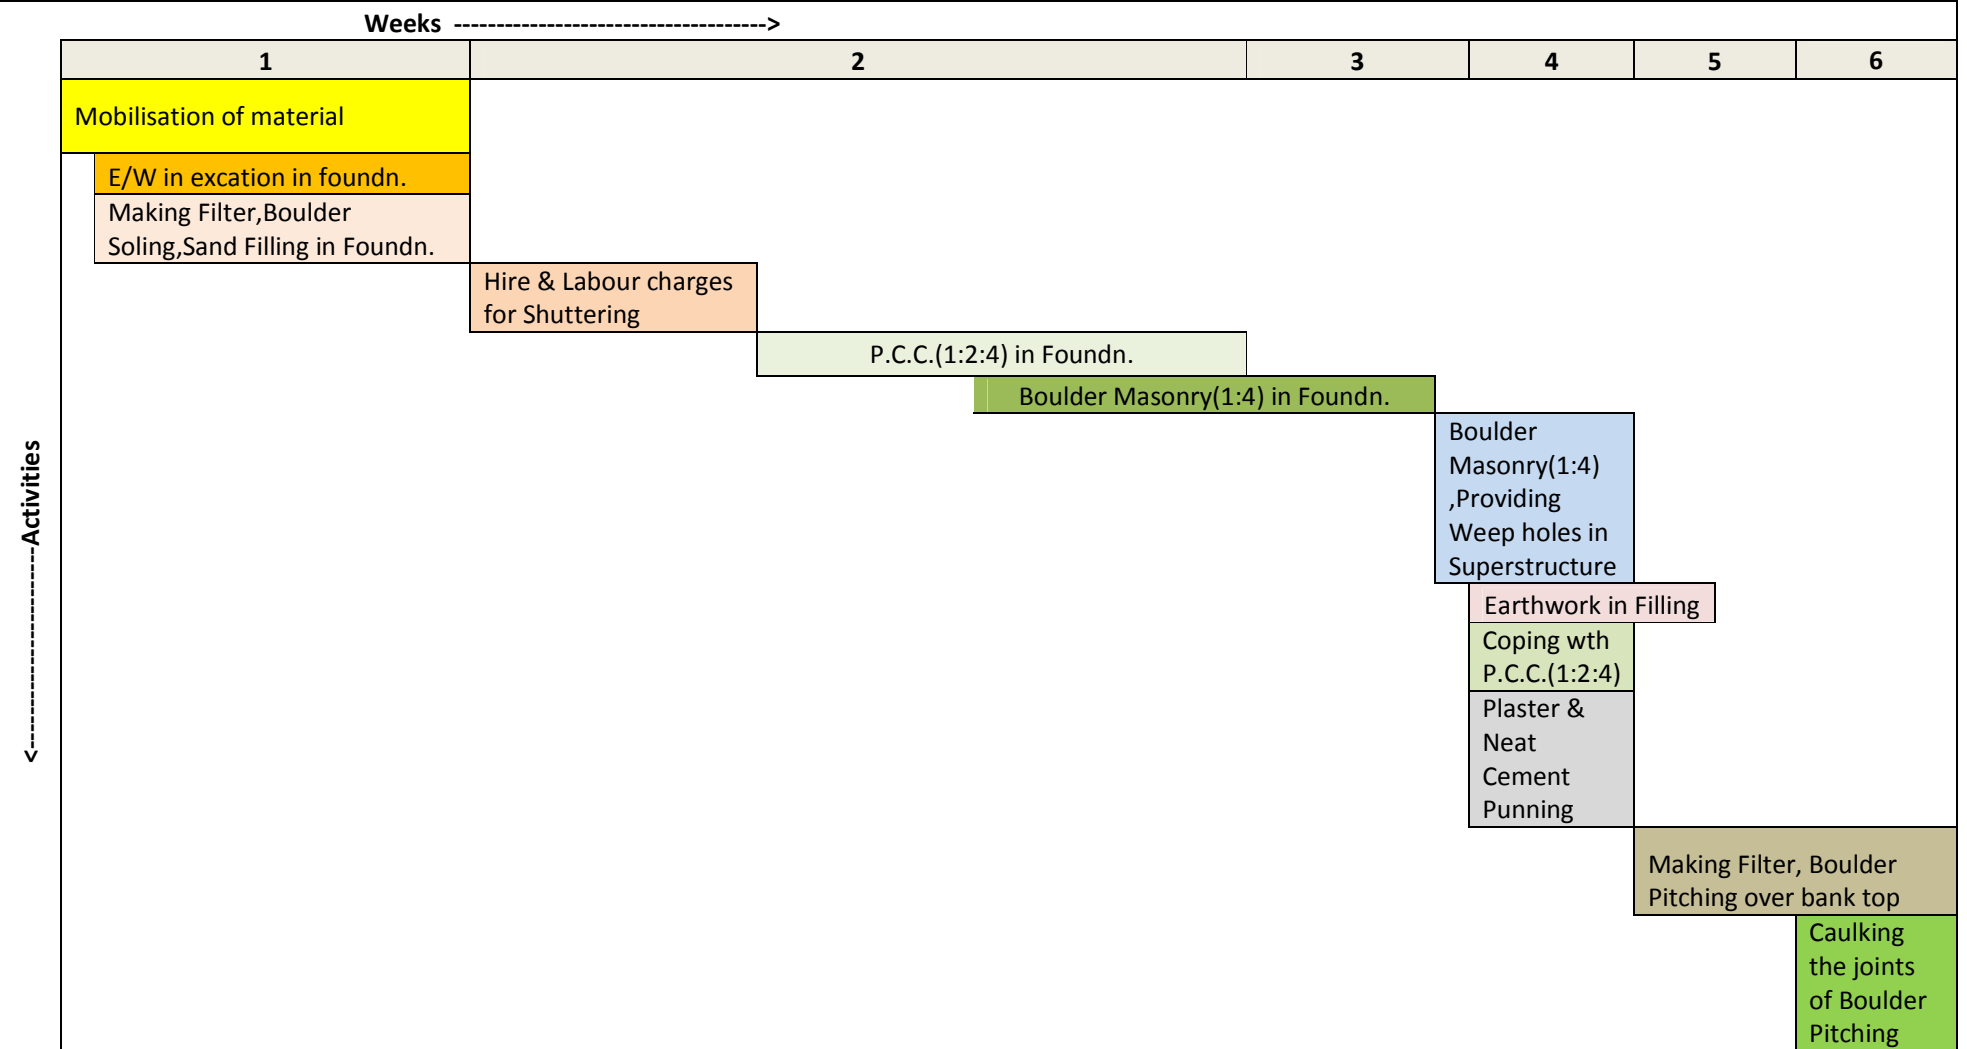 Weeks ------------------------------------->
1 2 3 4 5 6
Mobilisation of material
E/W in excation in foundn.
Making Filter,Boulder
Soling,Sand Filling in Foundn.
Hire & Labour charges
for Shuttering
P.C.C.(1:2:4) in Foundn.
Boulder Masonry(1:4) in Foundn.
<------------------------Activities
Boulder
Masonry(1:4)
,Providing
Weep holes in
Superstructure
Earthwork in Filling
Coping wth
P.C.C.(1:2:4)
Plaster &
Neat
Cement
Punning
Making Filter, Boulder
Pitching over bank top
Caulking
the joints
of Boulder
Pitching